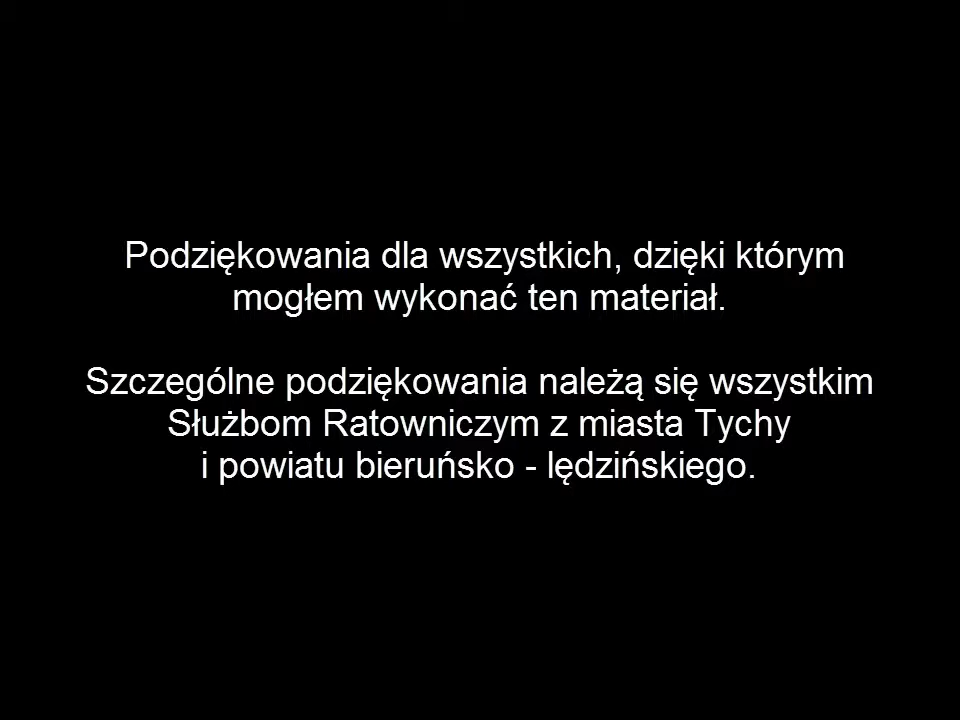 Podziękowania dla wszystkich, dzięki którym
mogłem wykonać ten materiał.
Szczególne podziękowania należą się wszystkim
Służbom Ratowniczym z miasta Tychy
i powiatu bieruńsko - lędzińskiego.